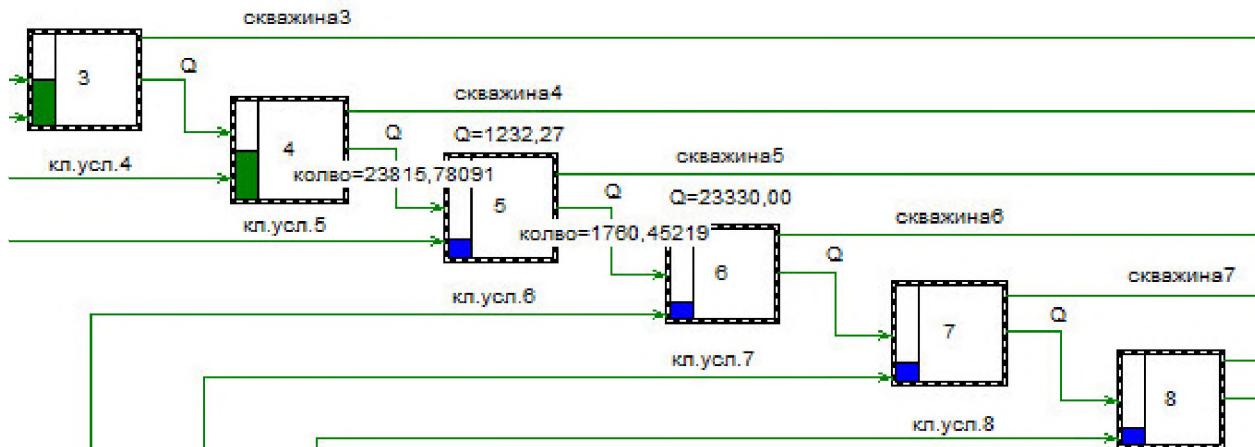 скважина3
3
Q
скважина4
кл.усл.4
4
Q
Q=1232,27
колво=23815,78091
скважина5
кл.усл.5
5
Q
Q=23330,00
колво=1760,45219
скважина6
кл.усл.6
6
Q
скважина7
кл.усл.7
7
Q
кл.усл.8
8